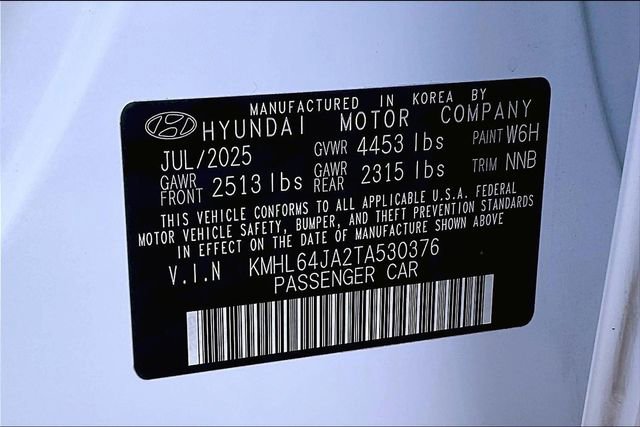 MANUFACTURED IN KOREA BY
HYUNDAI MOTOR COMPANY
JUL/2025 GVWR 4453 lbs PAINT W6H
GAWR FRONT 2513 lbs GAWR REAR 2315 lbs TRIM NNB
THIS VEHICLE CONFORMS TO ALL APPLICABLE U.S.A. FEDERAL
MOTOR VEHICLE SAFETY, BUMPER, AND THEFT PREVENTION STANDARDS
IN EFFECT ON THE DATE OF MANUFACTURE SHOWN ABOVE
V.I.N KMHL64JA2TA530376
PASSENGER CAR